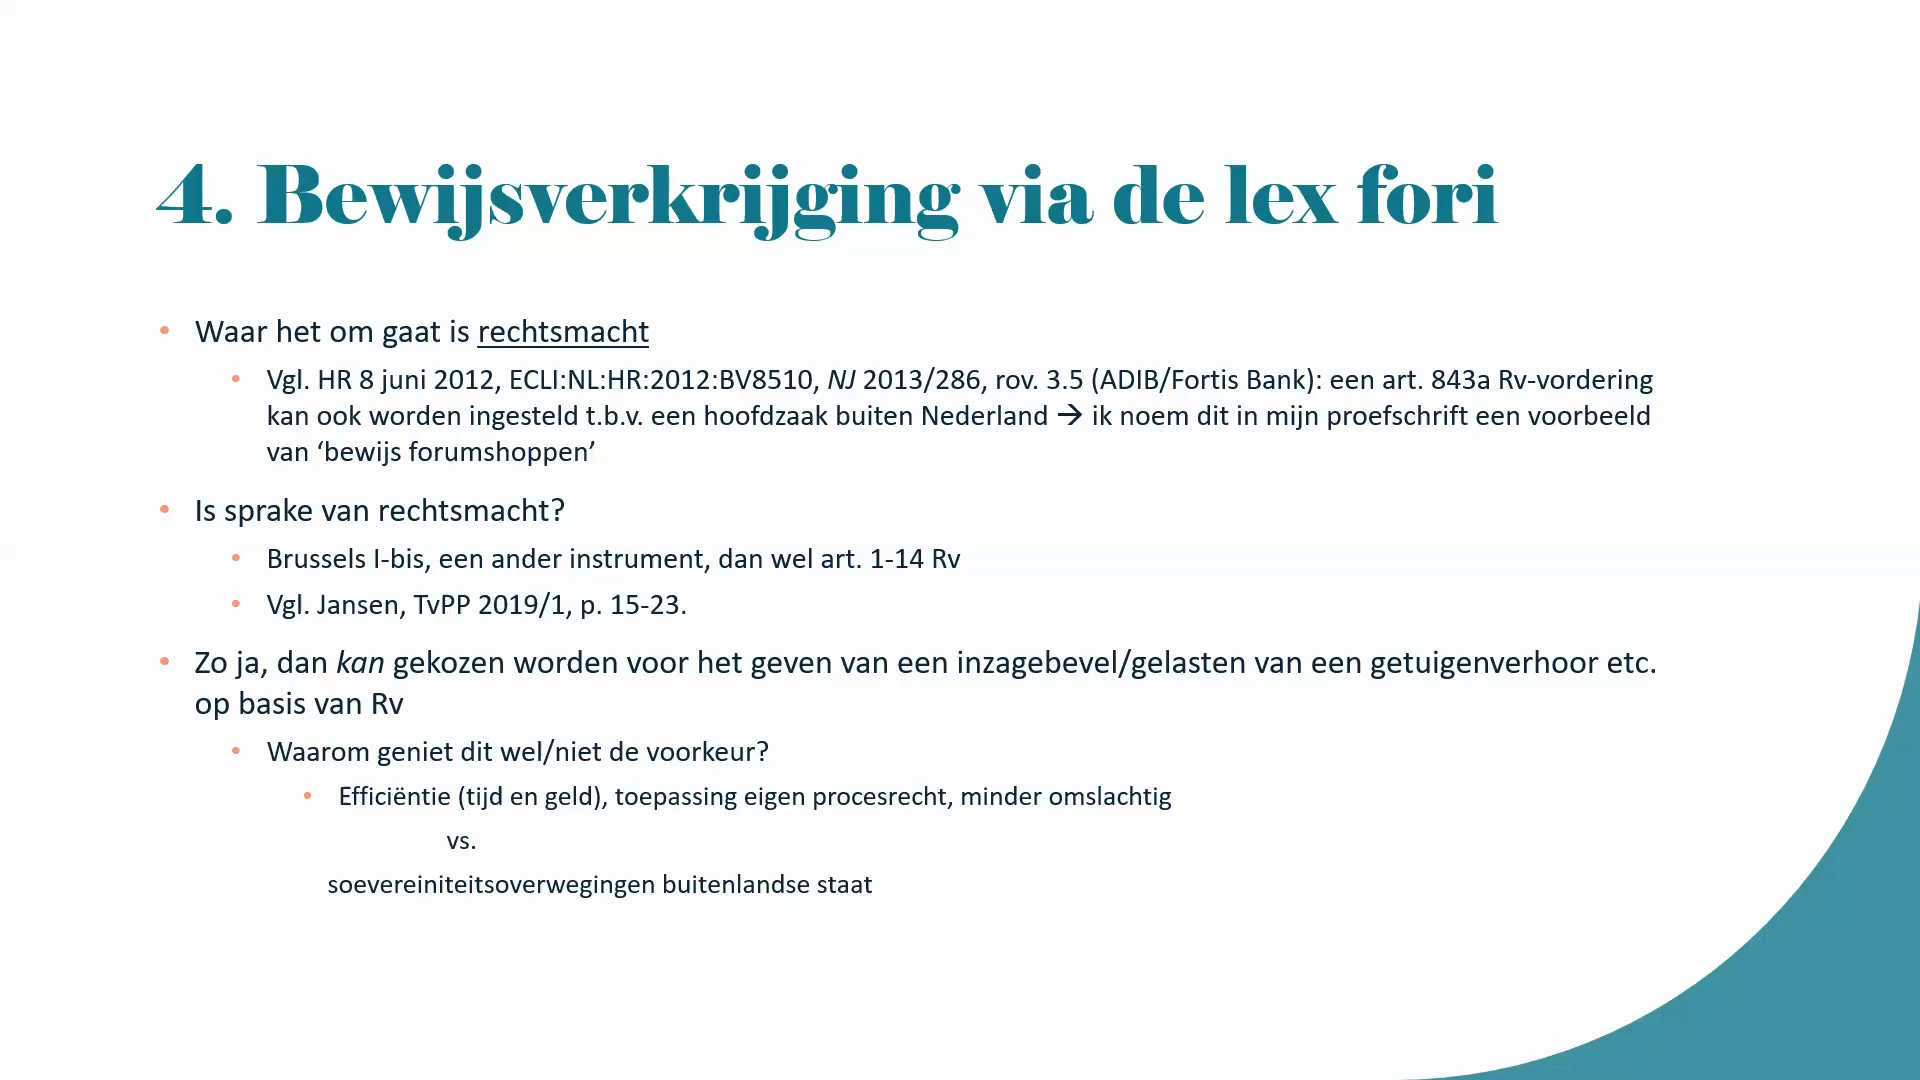 4. Bewijsverkrijging via de lex fori
• Waar het om gaat is rechtsmacht
• Vgl. HR 8 juni 2012, ECLI:NL:HR:2012:BV8510, NJ 2013/286, rov. 3.5 (ADIB/Fortis Bank): een art. 843a Rv-vordering
kan ook worden ingesteld t.b.v. een hoofdzaak buiten Nederland → ik noem dit in mijn proefschrift een voorbeeld
van ‘bewijs forumshoppen’
• Is sprake van rechtsmacht?
• Brussels I-bis, een ander instrument, dan wel art. 1-14 Rv
• Vgl. Jansen, TvPP 2019/1, p. 15-23.
• Zo ja, dan kan gekozen worden voor het geven van een inzagebevel/gelasten van een getuigenverhoor etc.
op basis van Rv
• Waarom geniet dit wel/niet de voorkeur?
• Efficiëntie (tijd en geld), toepassing eigen procesrecht, minder omslachtig
vs.
soevereiniteitsoverwegingen buitenlandse staat